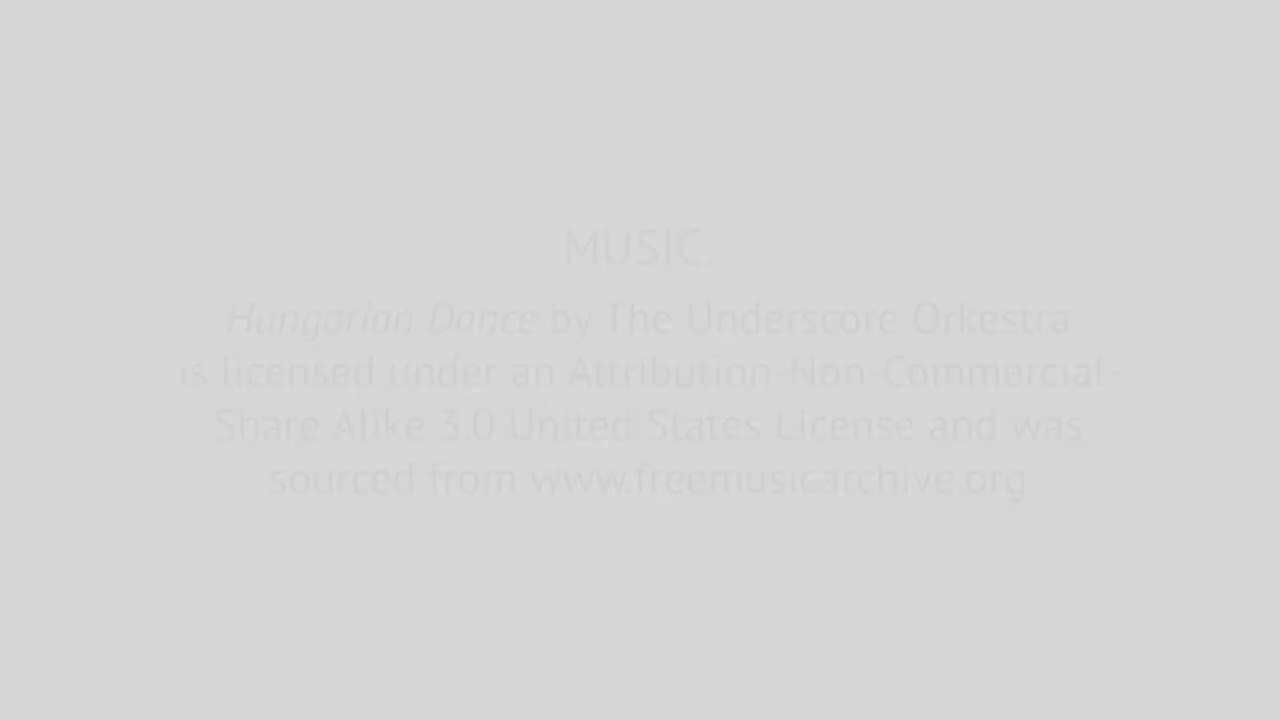 MUSIC:
Hungarian Dance by The Underscore Orkestra
is licensed under an Attribution-Non-Commercial-
Share Alike 3.0 United States License and was
sourced from www.freemusicarchive.org